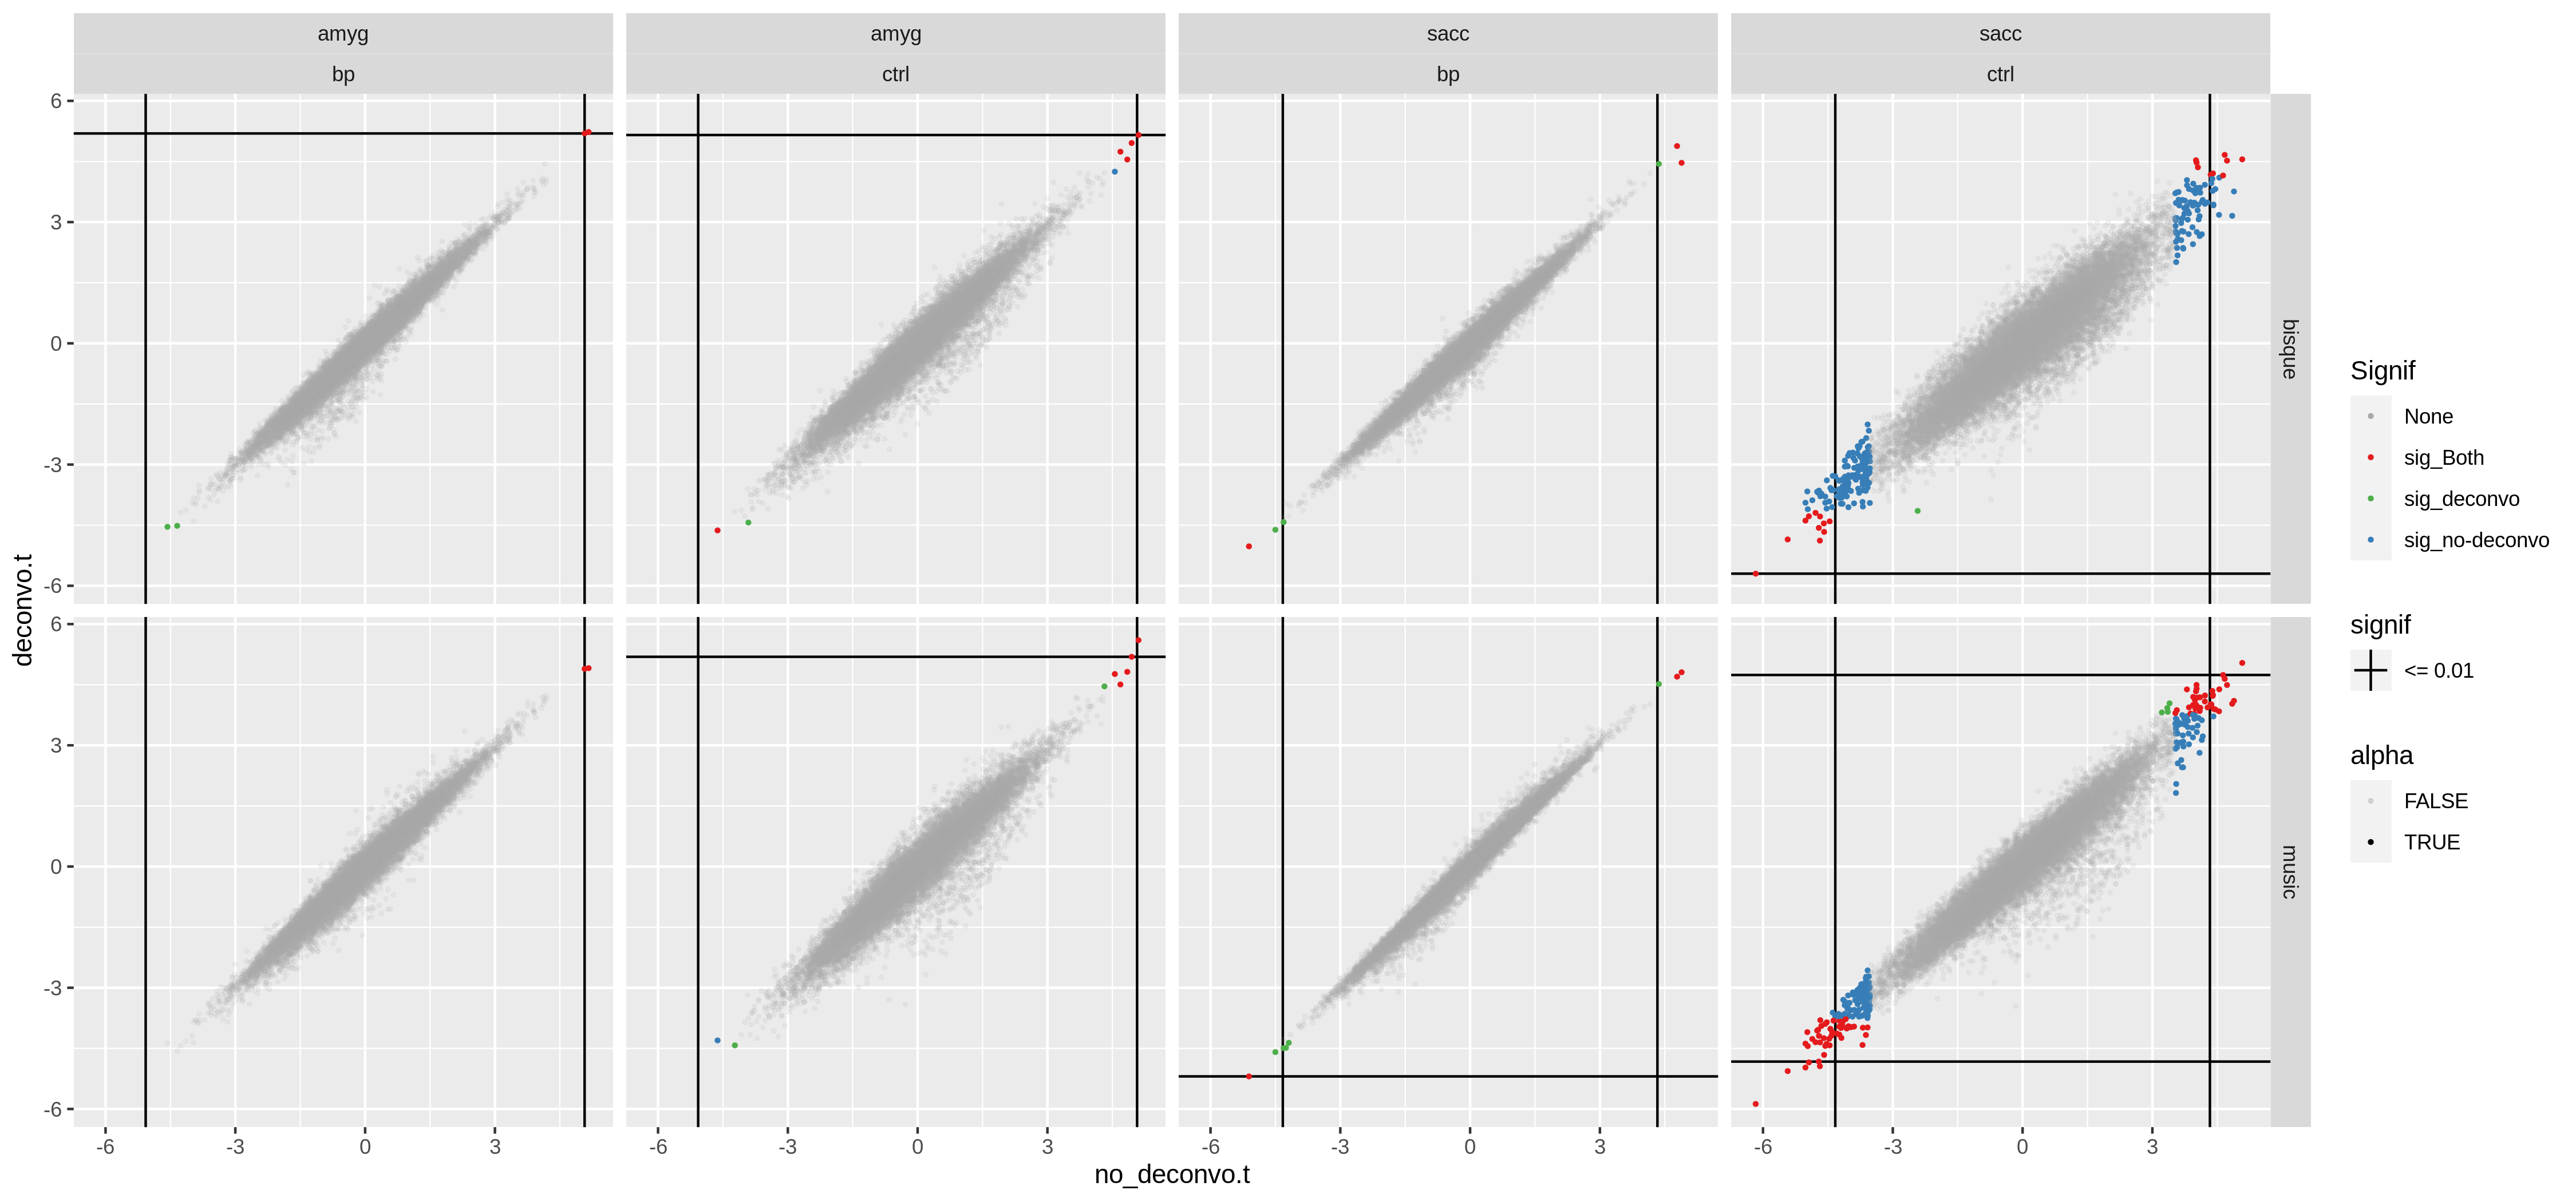 amyg
amyg
sacc
sacc
bp
ctrl
bp
ctrl
6
3
0
-3
-6
bisque
6
3
0
-3
-6
music
deconvo.t
-6
-3
0
3
-6
-3
0
3
-6
-3
0
3
-6
-3
0
3
no_deconvo.t
Signif
None
sig_Both
sig_deconvo
sig_no-deconvo
signif
<= 0.01
alpha
FALSE
TRUE